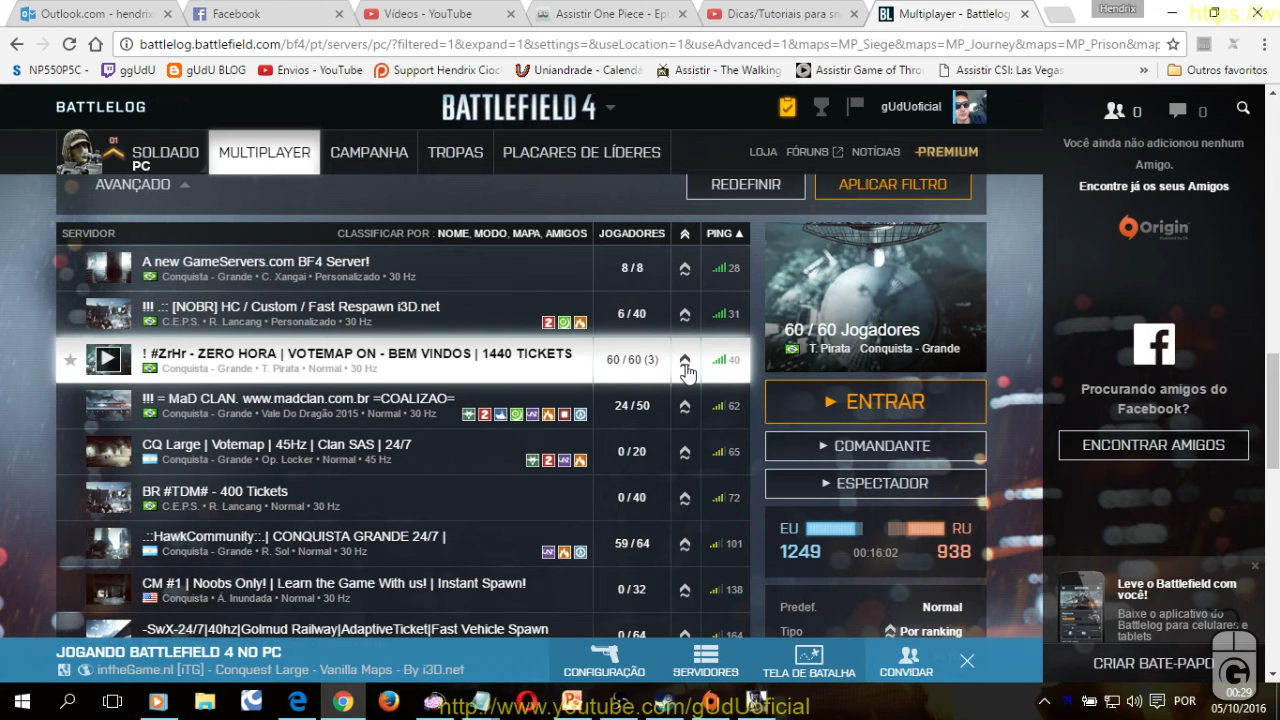 Outlook.com - hendrix
Facebook
Vídeos - YouTube
Assistir One Piece - Epi
Dicas/Tutoriais para sm
Multiplayer - Battlelog
Hendrix
battlelog.battlefield.com/bf4/pt/servers/pc/?filtered=1&expand=1&settings=&useLocation=1&useAdvanced=1&maps=MP_Siege&maps=MP_Journey&maps=MP_Prison&map
NP550P5C -
ggUdU
gUdU BLOG
Envios - YouTube
Support Hendrix Cioc
Uniandrade - Calendá
Assistir - The Walking
Assistir Game of Thro
Assistir CSI: Las Vegas
»
Outros favoritos
BATTLELOG
BATTLEFIELD 4
gUdUoficial
0
0
01
SOLDADO
PC
MULTIPLAYER
CAMPANHA
TROPAS
PLACARES DE LÍDERES
LOJA
FÓRUNS
NOTÍCIAS
PREMIUM
Você ainda não adicionou nenhum
Amigo.
Encontre já os seus Amigos
Origin
AVANÇADO
REDEFINIR
APLICAR FILTRO
SERVIDOR
CLASSIFICAR POR : NOME, MODO, MAPA, AMIGOS
JOGADORES
PING
A new GameServers.com BF4 Server!
Conquista - Grande • C. Xangai • Personalizado • 30 Hz
8 / 8
28
!!! .:: [NOBR] HC / Custom / Fast Respawn i3D.net
C.E.P.S. • R. Lancang • Personalizado • 30 Hz
2
6 / 40
31
! #ZrHr - ZERO HORA | VOTEMAP ON - BEM VINDOS | 1440 TICKETS
Conquista - Grande • T. Pirata • Normal • 30 Hz
60 / 60 (3)
40
!!! = MaD CLAN. www.madclan.com.br =COALIZAO=
Conquista - Grande • Vale Do Dragão 2015 • Normal • 30 Hz
2
24 / 50
62
CQ Large | Votemap | 45Hz | Clan SAS | 24/7
Conquista - Grande • Op. Locker • Normal • 45 Hz
2
0 / 20
65
BR #TDM# - 400 Tickets
C.E.P.S. • R. Lancang • Normal • 30 Hz
0 / 40
72
.::HawkCommunity::.| CONQUISTA GRANDE 24/7 |
Conquista - Grande • R. Sol • Normal • 30 Hz
59 / 64
101
CM #1 | Noobs Only! | Learn the Game With us! | Instant Spawn!
Conquista • Á. Inundada • Normal • 30 Hz
0 / 32
138
-SwX-24/7|40hz|Golmud Railway|AdaptiveTicket|Fast Vehicle Spawn
0 / 64
164
60 / 60 Jogadores
T. Pirata Conquista - Grande
ENTRAR
COMANDANTE
ESPECTADOR
EU
RU
1249
00:16:02
938
Predef.
Normal
Tipo
Por ranking
Procurando amigos do
Facebook?
ENCONTRAR AMIGOS
Leve o Battlefield com
você!
Baixe o aplicativo do
Battlelog para celulares e
tablets
CRIAR BATE-PAPO
JOGANDO BATTLEFIELD 4 NO PC
intheGame.nl [iTG] - Conquest Large - Vanilla Maps - By i3D.net
CONFIGURAÇÃO
SERVIDORES
TELA DE BATALHA
CONVIDAR
http://www.youtube.com/gUdUoficial
POR
00:29
05/10/2016